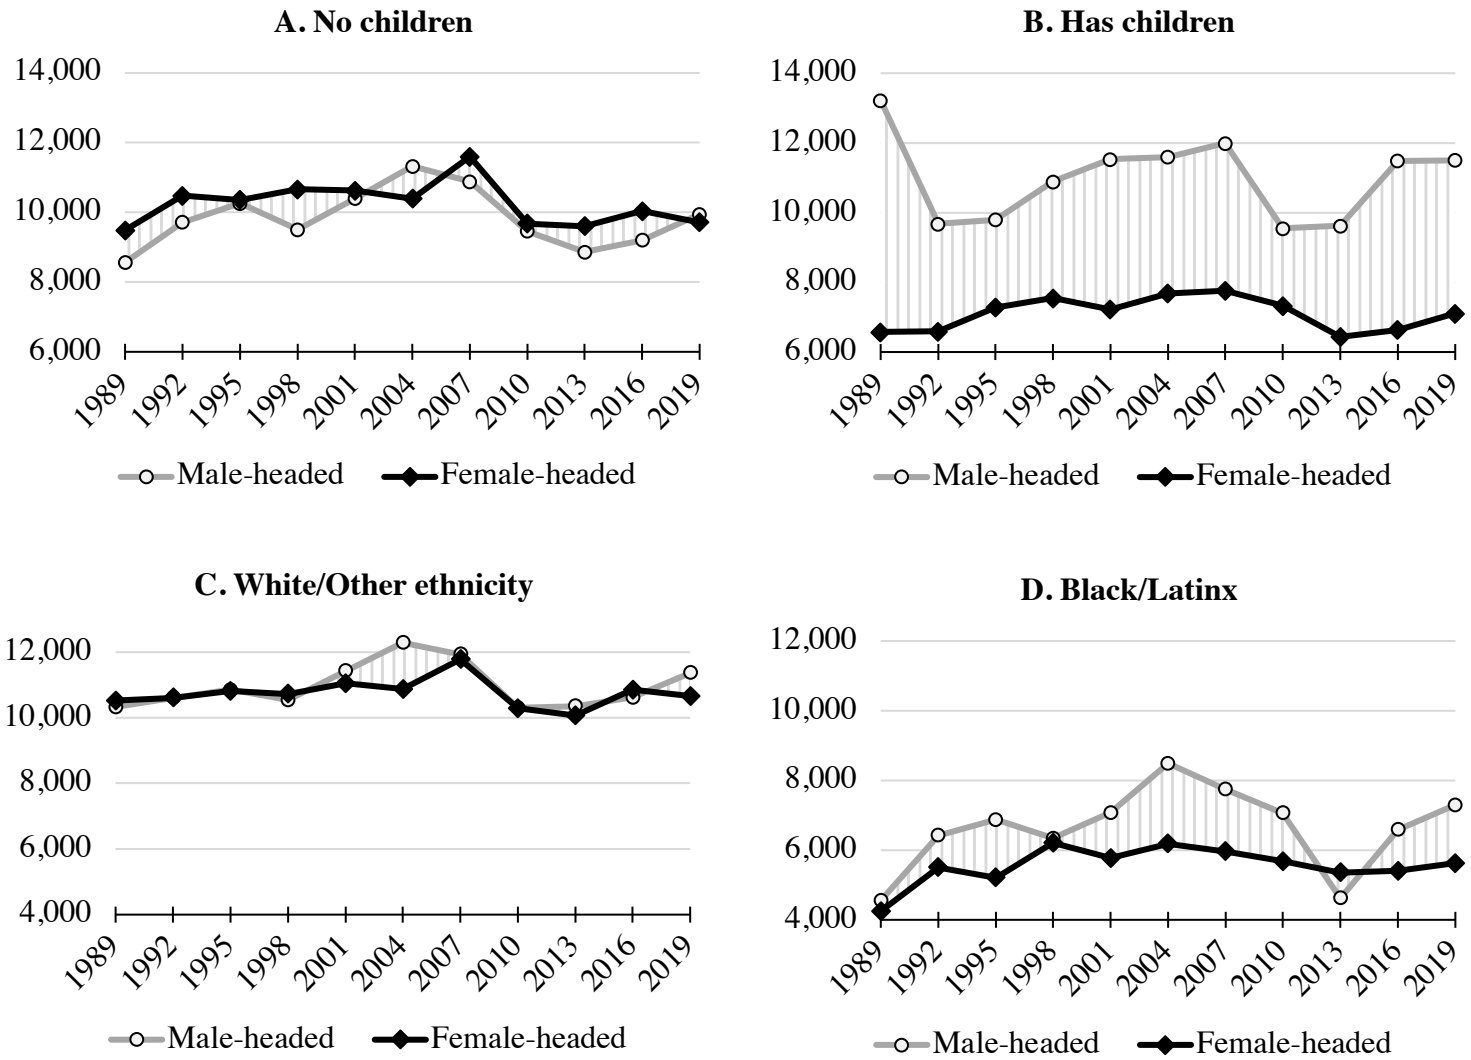 A. No children
14,000
12,000
10,000
8,000
6,000
1989 1992 1995 1998 2001 2004 2007 2010 2013 2016 2019
Male-headed Female-headed
B. Has children
14,000
12,000
10,000
8,000
6,000
1989 1992 1995 1998 2001 2004 2007 2010 2013 2016 2019
Male-headed Female-headed
C. White/Other ethnicity
12,000
10,000
8,000
6,000
4,000
1989 1992 1995 1998 2001 2004 2007 2010 2013 2016 2019
Male-headed Female-headed
D. Black/Latinx
12,000
10,000
8,000
6,000
4,000
1989 1992 1995 1998 2001 2004 2007 2010 2013 2016 2019
Male-headed Female-headed